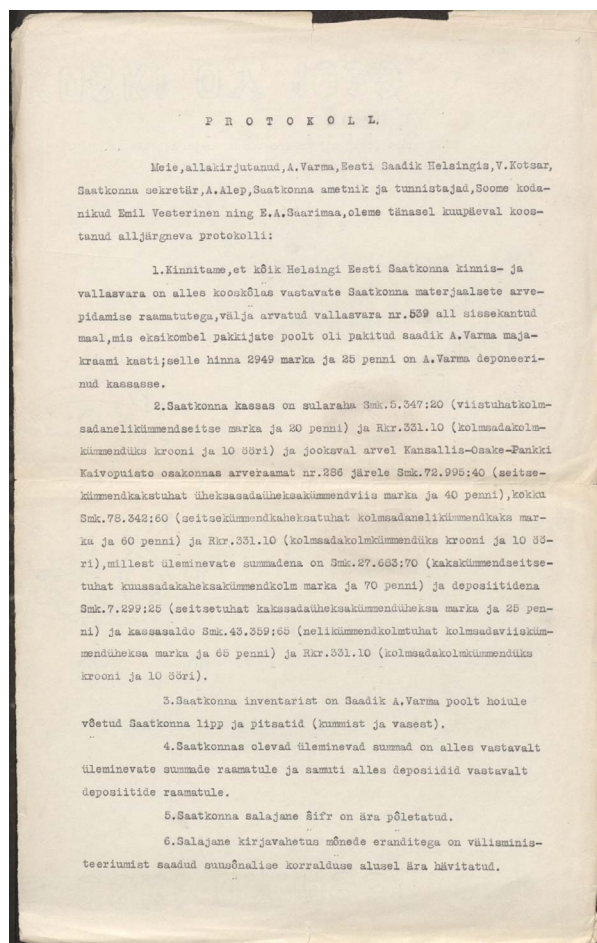 P R O T O K O L L.
Meie,allakirjutanud,A.Varma,Eesti Saadik Helsingis,V.Kotsar,
Saatkonna sekretär,A.Alep,Saatkonna ametnik ja tunnistajad,Soome koda-
nikud Emil Vesterinen ning E.A.Saarimaa,oleme tänasel kuupäeval koos-
tanud alljärgneva protokolli:
1.Kinnitame,et kõik Helsingi Eesti Saatkonna kinnis- ja
vallasvara on alles kooskõlas vastavate Saatkonna materjaalsete arve-
pidamise raamatutega,välja arvatud vallasvara nr.539 all sissekantud
maal,mis eksikombel pakkijate poolt oli pakitud saadik A.Varma maja-
kraami kasti;selle hinna 2949 marka ja 25 penni on A.Varma deponeeri-
nud kassasse.
2.Saatkonna kassas on sularaha Smk.5.347:20 (viistuhatkolm-
sadanelikümmendseitse marka ja 20 penni) ja Rkr.331.10 (kolmsadakolm-
kümmendüks krooni ja 10 ööri) ja jooksval arvel Kansallis-Osake-Pankki
Kaivopuisto osakonnas arveraamat nr.286 järele Smk.72.995:40 (seitse-
kümmendkakstuhat üheksasadaüheksakümmendviis marka ja 40 penni),kokku
Smk.78.342:60 (seitsekümmendkaheksatuhat kolmsadanelikümmendkaks mar-
ka ja 60 penni) ja Rkr.331.10 (kolmsadakolmkümmendüks krooni ja 10 öö-
ri),millest üleminevate summadena on Smk.27.683:70 (kakskümmendseitse-
tuhat kuussadakaheksakümmendkolm marka ja 70 penni) ja deposiitidena
Smk.7.299:25 (seitsetuhat kakssadaüheksakümmendüheksa marka ja 25 pen-
ni) ja kassasaldo Smk.43.359:65 (nelikümmendkolmtuhat kolmsadaviisküm-
mendüheksa marka ja 65 penni) ja Rkr.331.10 (kolmsadakolmkümmendüks
krooni ja 10 ööri).
3.Saatkonna inventarist on Saadik A.Varma poolt hoiule
võetud Saatkonna lipp ja pitsatid (kummist ja vasest).
4.Saatkonnas olevad üleminevad summad on alles vastavalt
üleminevate summade raamatule ja samuti alles deposiidid vastavalt
deposiitide raamatule.
5.Saatkonna salajane šifr on ära põletatud.
6.Salajane kirjavahetus mõnede eranditega on välisminis-
teeriumist saadud suusõnalise korralduse alusel ära hävitatud.